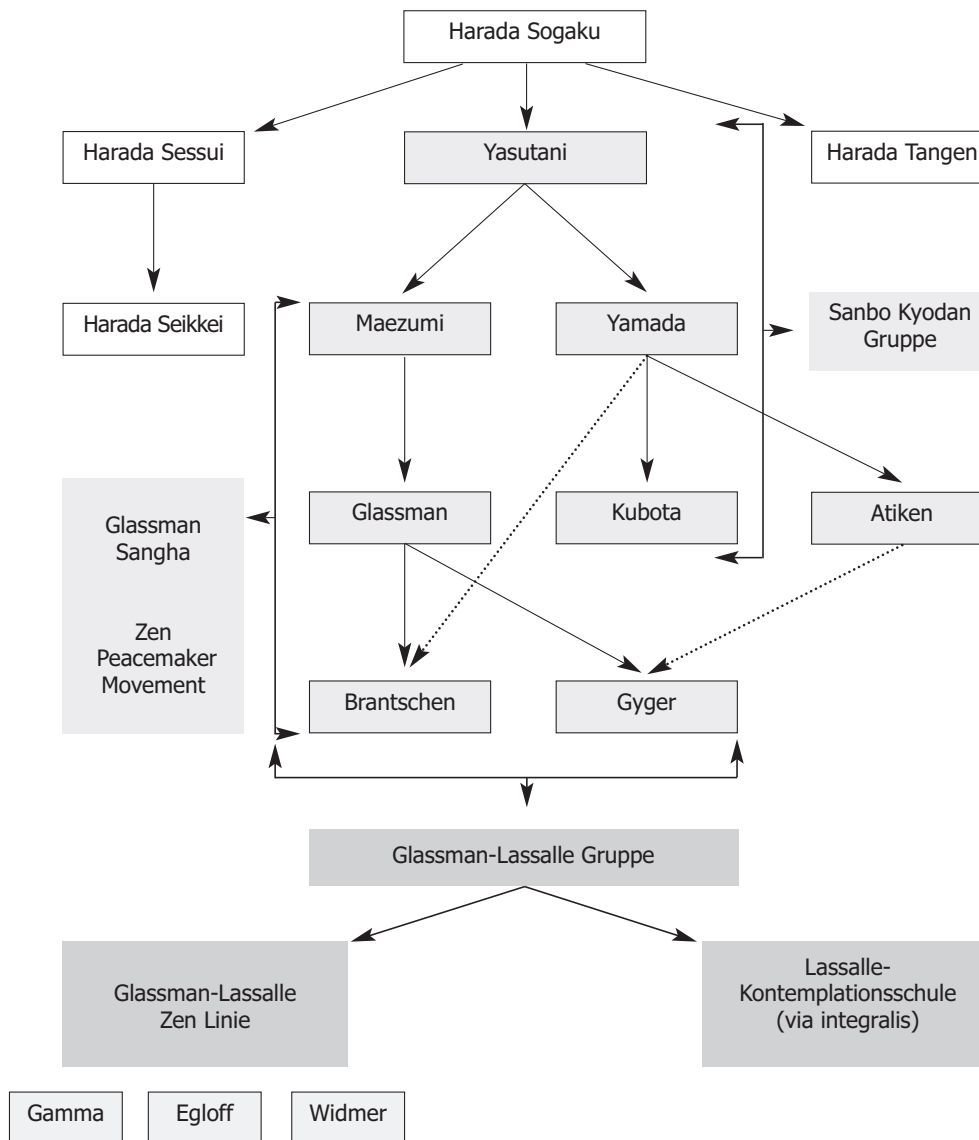 Harada Sogaku
Harada Sessui
Yasutani
Harada Tangen
Harada Seikkei
Maezumi
Yamada
Sanbo Kyodan
Gruppe
Glassman
Sangha
Zen
Peacemaker
Movement
Glassman
Kubota
Atiken
Brantschen
Gyger
Glassman-Lassalle Gruppe
Glassman-Lassalle
Zen Linie
Lassalle-
Kontemplationsschule
(via integralis)
Gamma
Egloff
Widmer